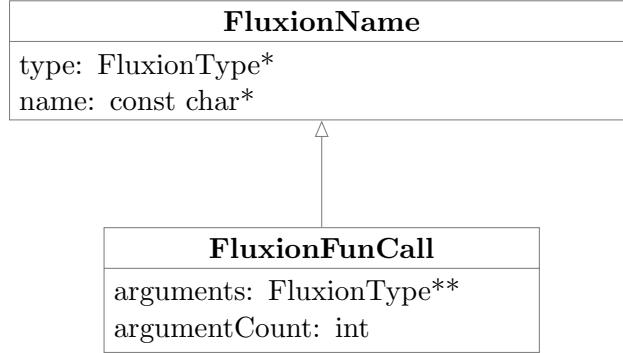 FluxionName
type: FluxionType*
name: const char*
FluxionFunCall
arguments: FluxionType**
argumentCount: int